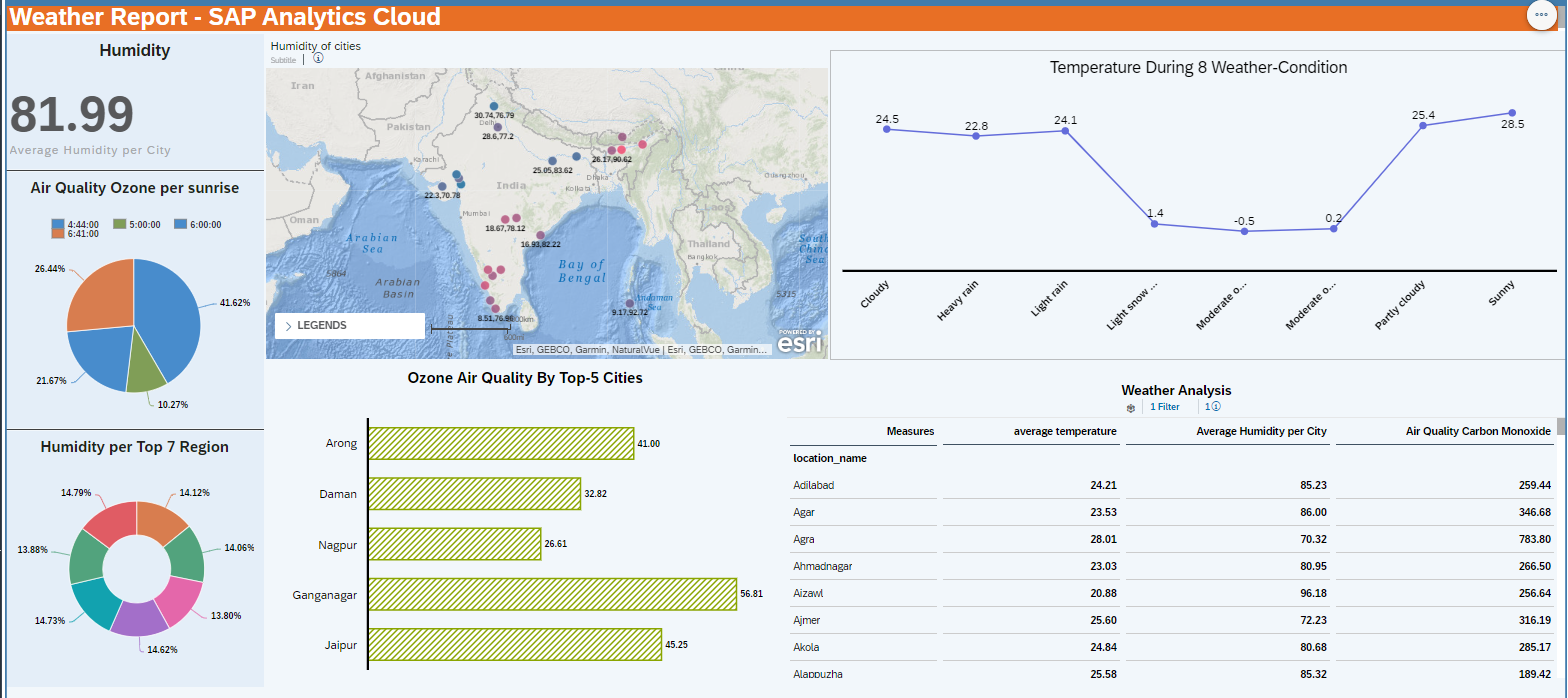 Weather Report - SAP Analytics Cloud
Humidity
81.99
Average Humidity per City
Air Quality Ozone per sunrise
4:44:00 5:00:00 6:00:00
6:41:00
26.44%
41.62%
21.67%
10.27%
Humidity per Top 7 Region
14.79% 14.12%
13.88% 14.06%
14.73% 13.80%
14.62%
Humidity of cities
Subtitle
Iran
Afghanistan
Pakistan
Karachi
Oman
Delhi
India
Mumbai
Kolkata
Dhaka
Guangzhou
Laos
Thailand
Bangkok
Arabian
Sea
Arabian
Basin
5864
Bay of
Bengal
Andaman
Sea
South
China
Sea
5315
30.74,76.79
28.6,77.2
26.17,90.62
25.05,83.62
22.3,70.78
18.67,78.12
16.93,82.22
9.17,92.72
8.51,76.96
LEGENDS
Esri, GEBCO, Garmin, NaturalVue | Esri, GEBCO, Garmin...
POWERED BY
esri
Temperature During 8 Weather-Condition
24.5
22.8
24.1
1.4
-0.5
0.2
25.4
28.5
Cloudy
Heavy rain
Light rain
Light snow ...
Moderate o...
Moderate o...
Partly cloudy
Sunny
Ozone Air Quality By Top-5 Cities
Arong 41.00
Daman 32.82
Nagpur 26.61
Ganganagar 56.81
Jaipur 45.25
Weather Analysis
1 Filter 1
Measures average temperature Average Humidity per City Air Quality Carbon Monoxide
location_name
Adilabad 24.21 85.23 259.44
Agar 23.53 86.00 346.68
Agra 28.01 70.32 783.80
Ahmadnagar 23.03 80.95 266.50
Aizawl 20.88 96.18 256.64
Ajmer 25.60 72.23 316.19
Akola 24.84 80.68 285.17
Alappuzha 25.58 85.32 189.42